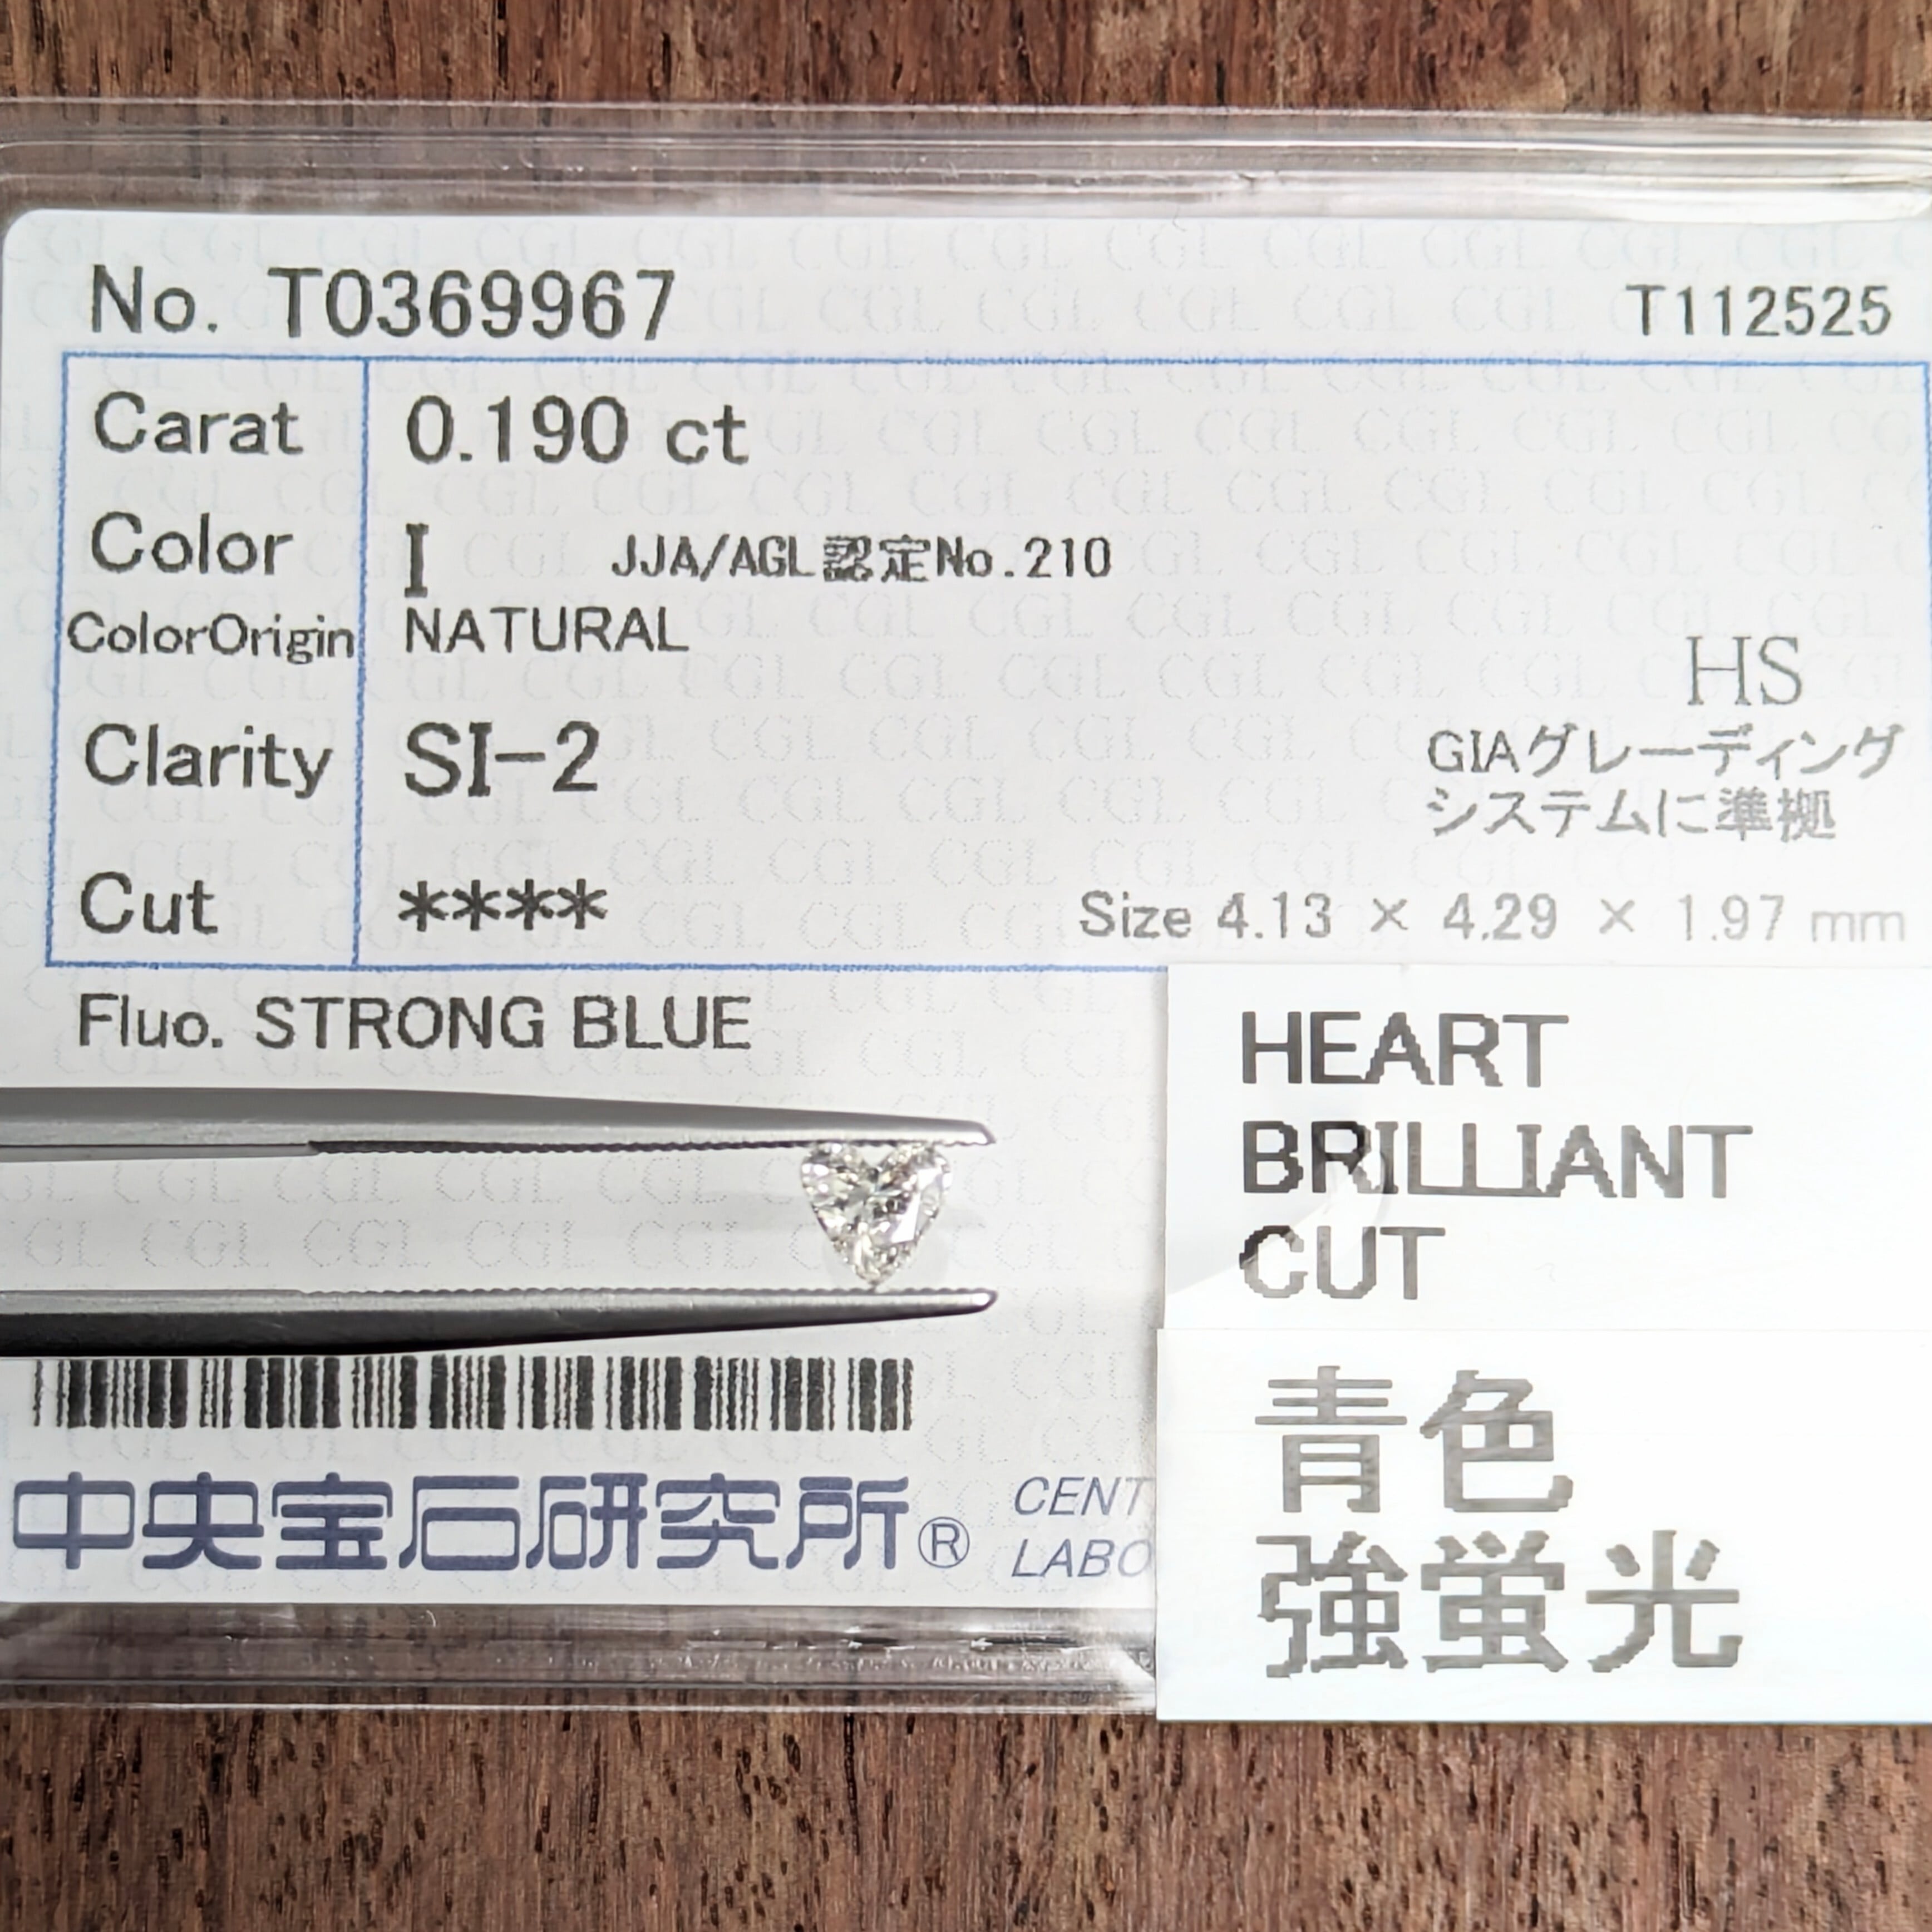 No. T0369967
T112525
Carat 0.190 ct
Color I JJA/AGL認定No.210
ColorOrigin NATURAL
HS
Clarity SI-2
GIAグレーディング
システムに準拠
Cut ****
Size 4.13 × 4.29 × 1.97 mm
Fluo. STRONG BLUE
HEART
BRILLIANT
CUT
青色
強蛍光
中央宝石研究所®
CENT
LABO